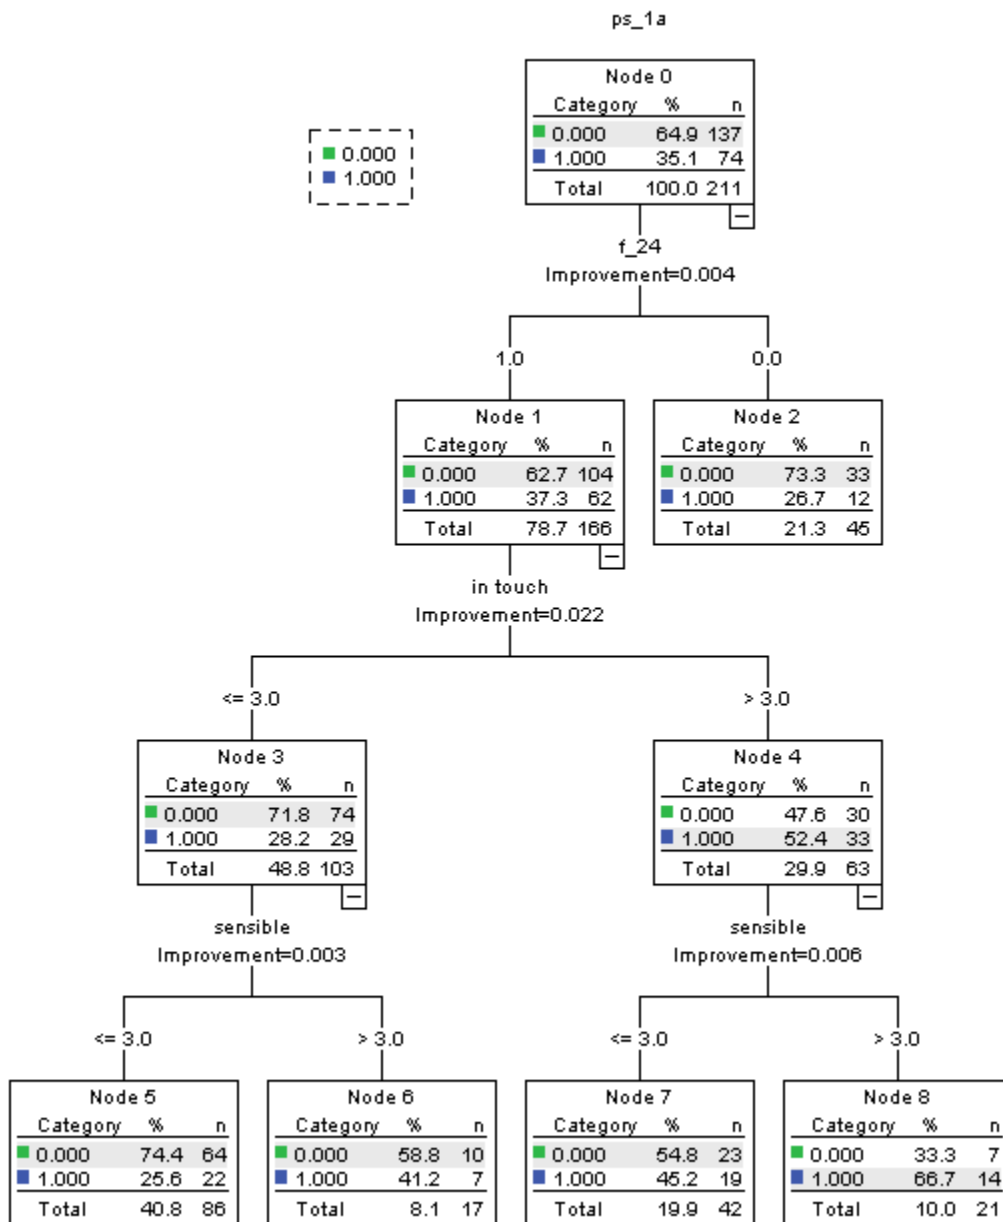 ps_1a
Node 0
Category % n
0.000 64.9 137
1.000 35.1 74
Total 100.0 211
0.000
1.000
f_24
Improvement=0.004
1.0 0.0
Node 1
Category % n
0.000 62.7 104
1.000 37.3 62
Total 78.7 166
Node 2
Category % n
0.000 73.3 33
1.000 26.7 12
Total 21.3 45
in touch
Improvement=0.022
<= 3.0 > 3.0
Node 3
Category % n
0.000 71.8 74
1.000 28.2 29
Total 48.8 103
Node 4
Category % n
0.000 47.6 30
1.000 52.4 33
Total 29.9 63
sensible
Improvement=0.003
sensible
Improvement=0.006
<= 3.0 > 3.0 <= 3.0 > 3.0
Node 5
Category % n
0.000 74.4 64
1.000 25.6 22
Total 40.8 86
Node 6
Category % n
0.000 58.8 10
1.000 41.2 7
Total 8.1 17
Node 7
Category % n
0.000 54.8 23
1.000 45.2 19
Total 19.9 42
Node 8
Category % n
0.000 33.3 7
1.000 66.7 14
Total 10.0 21